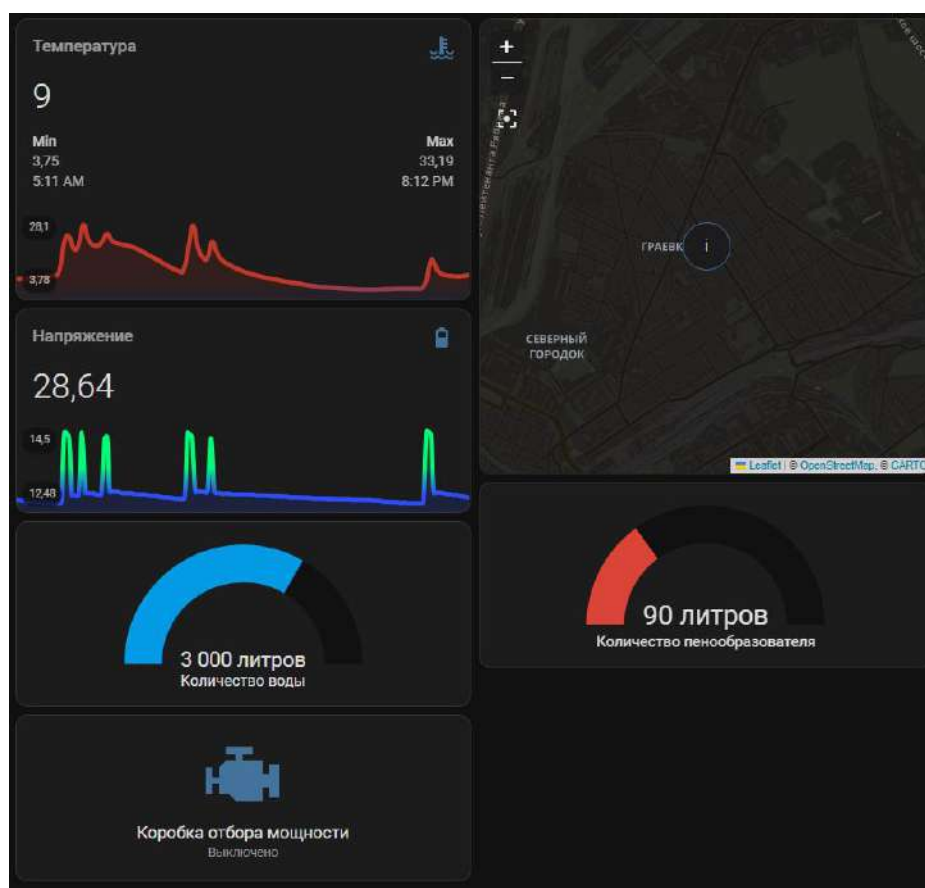 Температура
9
Min
3,75
5:11 AM
Max
33,19
8:12 PM
28,1
3,78
Напряжение
28,64
14,5
12,48
3 000 литров
Количество воды
Коробка отбора мощности
Выключено
+
−
ГРАЕВК
i
СЕВЕРНЫЙ
ГОРОДОК
Leaflet | © OpenStreetMap, © CARTO
90 литров
Количество пенообразователя